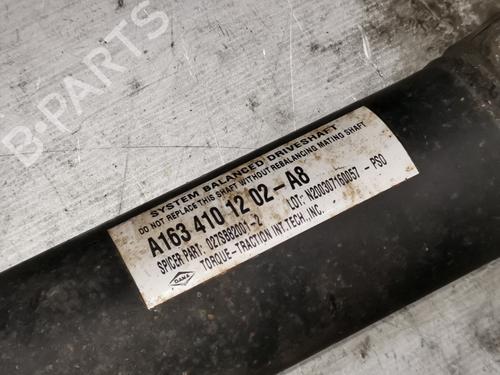 B-PARTS
SYSTEM BALANCED DRIVESHAFT
DO NOT REPLACE THIS SHAFT WITHOUT REBALANCING MATING SHAFT
A163 410 12 02-A8
SPICER PART: 027SB82001-2 LOT: N200307160057 - PSO
TORQUE-TRACTION INT.TECH.,INC.
DANA